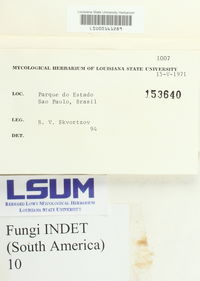 Louisiana State University Herbarium
1007
MYCOLOGICAL HERBARIUM OF LOUISIANA STATE UNIVERSITY
15-V-1971
LOC. Parque do Estado 153640
Sao Paulo, Brasil
LEG. B. V. Skvortzov
94
DET.
LSUM
BERNARD LOWY MYCOLOGICAL HERBARIUM
LOUISIANA STATE UNIVERSITY
Fungi INDET
(South America)
10